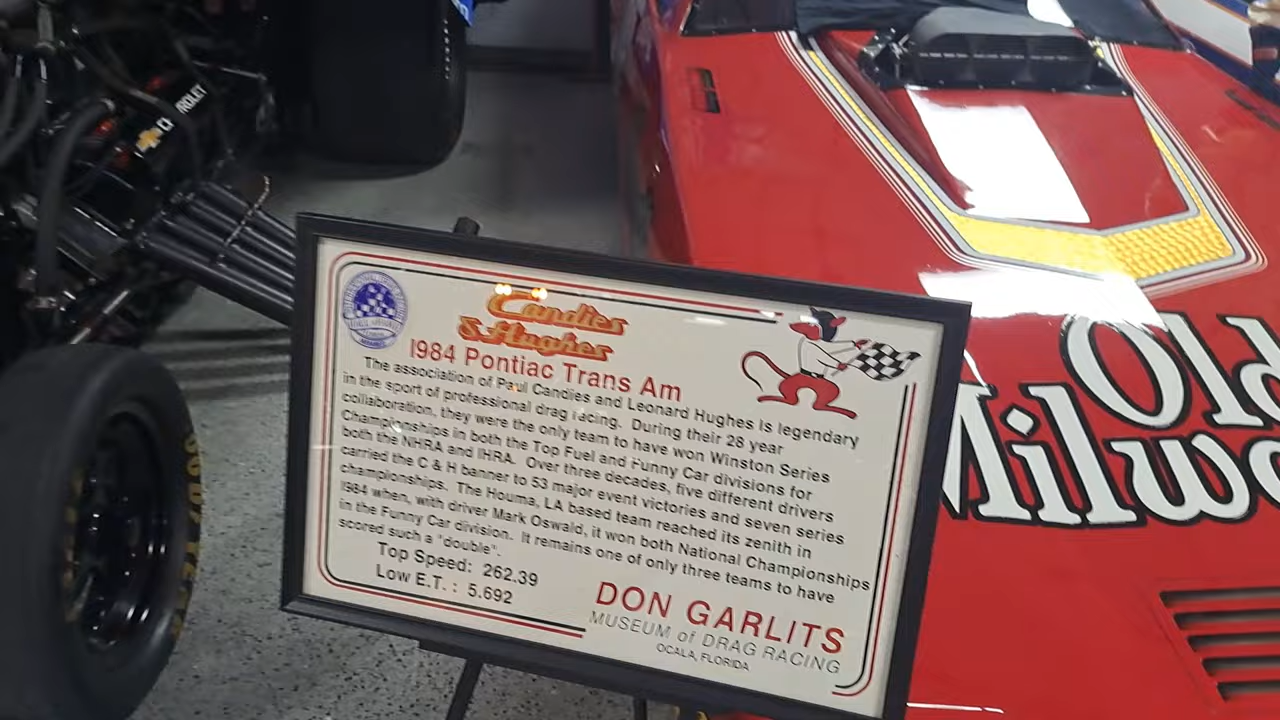 CHEVROLET
Candies
& Hughes
1984 Pontiac Trans Am
The association of Paul Candies and Leonard Hughes is legendary
in the sport of professional drag racing. During their 28 year
collaboration, they were the only team to have won Winston Series
Championships in both the Top Fuel and Funny Car divisions for
both the NHRA and IHRA. Over three decades, five different drivers
carried the C & H banner to 53 major event victories and seven series
championships. The Houma, LA based team reached its zenith in
1984 when, with driver Mark Oswald, it won both National Championships
in the Funny Car division. It remains one of only three teams to have
scored such a "double".
Top Speed: 262.39
Low E.T. : 5.692
DON GARLITS
MUSEUM of DRAG RACING
OCALA, FLORIDA
Old
Milwa